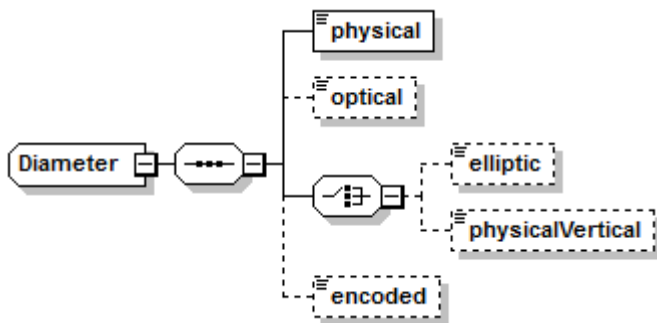 physical
optical
Diameter
elliptic
physicalVertical
encoded